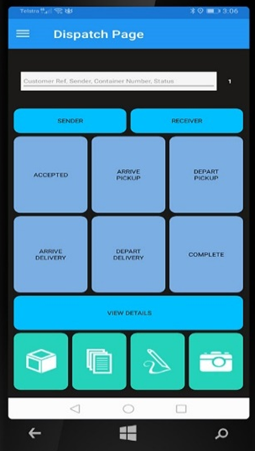 Telstra
3:06
Dispatch Page
Customer Ref, Sender, Container Number, Status
1
SENDER
RECEIVER
ACCEPTED
ARRIVE
PICKUP
DEPART
PICKUP
ARRIVE
DELIVERY
DEPART
DELIVERY
COMPLETE
VIEW DETAILS